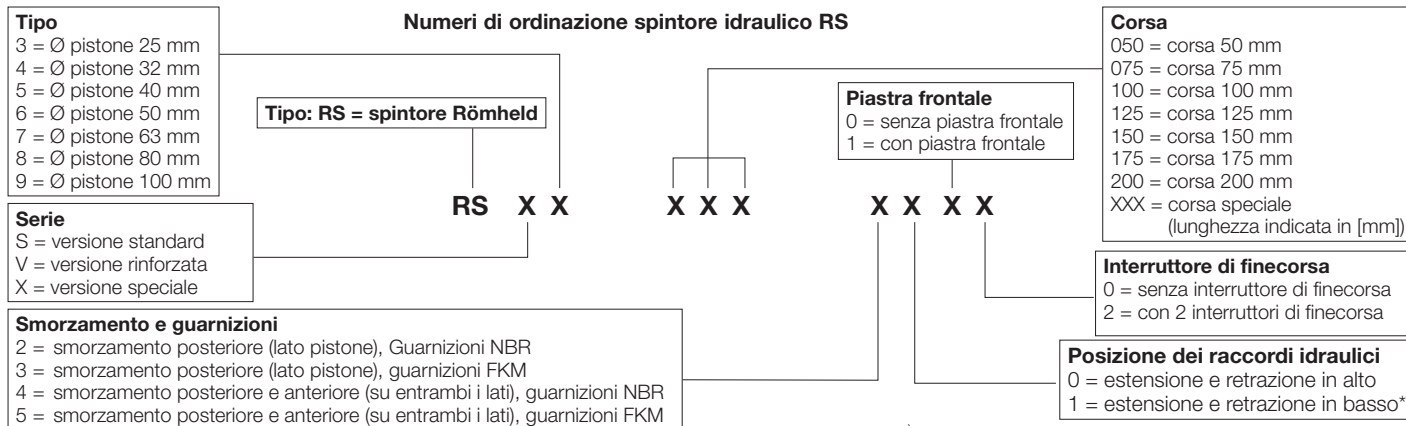 Numeri di ordinazione spintore idraulico RS
Tipo
3 = Ø pistone 25 mm
4 = Ø pistone 32 mm
5 = Ø pistone 40 mm
6 = Ø pistone 50 mm
7 = Ø pistone 63 mm
8 = Ø pistone 80 mm
9 = Ø pistone 100 mm
Tipo: RS = spintore Römheld
Piastra frontale
0 = senza piastra frontale
1 = con piastra frontale
Corsa
050 = corsa 50 mm
075 = corsa 75 mm
100 = corsa 100 mm
125 = corsa 125 mm
150 = corsa 150 mm
175 = corsa 175 mm
200 = corsa 200 mm
XXX = corsa speciale
(lunghezza indicata in [mm])
RS X X X X X X X X X
Serie
S = versione standard
V = versione rinforzata
X = versione speciale
Interruttore di finecorsa
0 = senza interruttore di finecorsa
2 = con 2 interruttori di finecorsa
Smorzamento e guarnizioni
2 = smorzamento posteriore (lato pistone), Guarnizioni NBR
3 = smorzamento posteriore (lato pistone), guarnizioni FKM
4 = smorzamento posteriore e anteriore (su entrambi i lati), guarnizioni NBR
5 = smorzamento posteriore e anteriore (su entrambi i lati), guarnizioni FKM
Posizione dei raccordi idraulici
0 = estensione e retrazione in alto
1 = estensione e retrazione in basso*